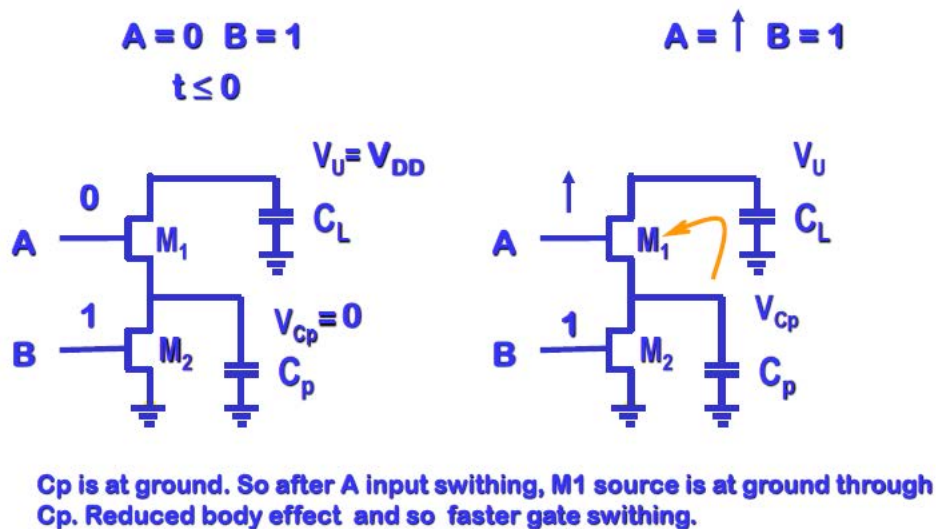 A = 0 B = 1
t ≤ 0
A = ↑ B = 1
V_U = V_DD
0
A
M_1
C_L
1
V_Cp = 0
B
M_2
C_p
V_U
↑
A
M_1
C_L
1
V_Cp
B
M_2
C_p
Cp is at ground. So after A input swithing, M1 source is at ground through
Cp. Reduced body effect and so faster gate swithing.